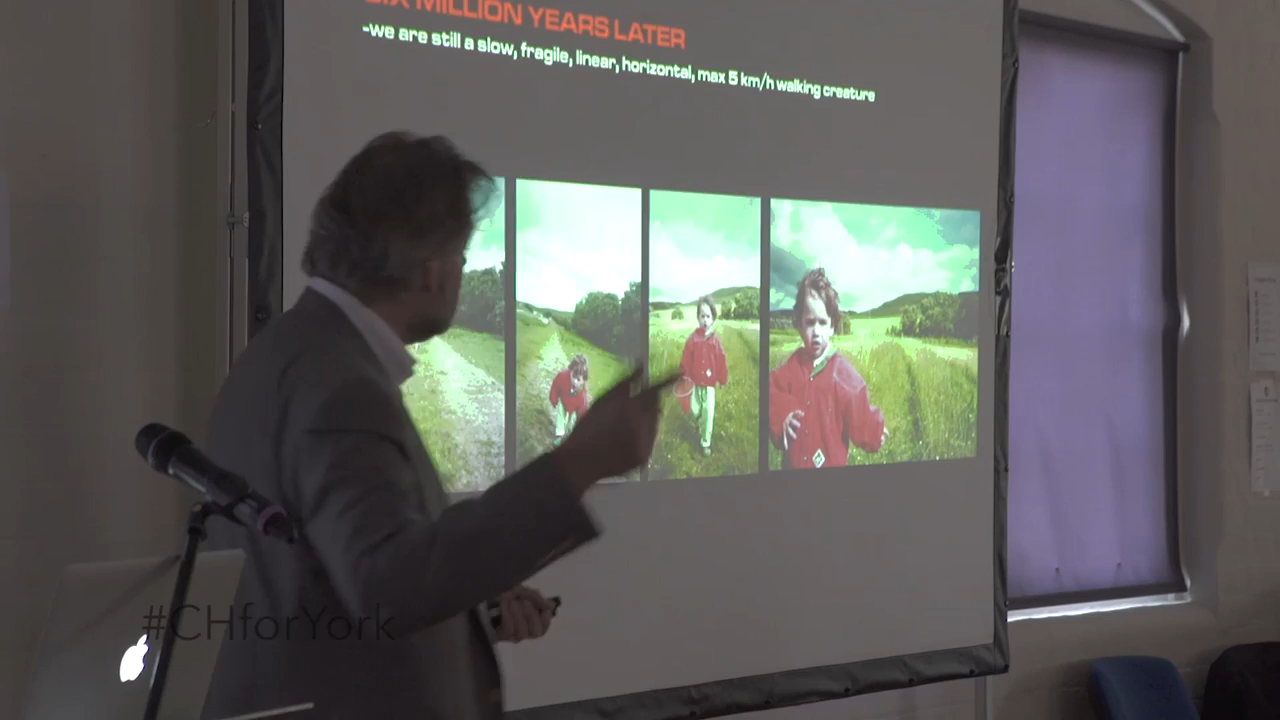 SIX MILLION YEARS LATER
-we are still a slow, fragile, linear, horizontal, max 5 km/h walking creature
#CHforYork